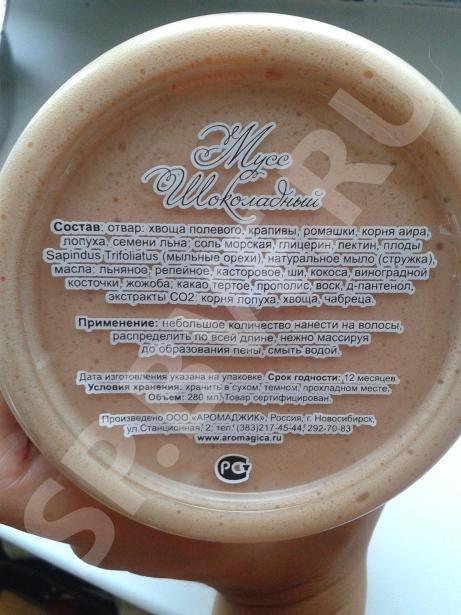 Мусс
Шоколадный
Состав: отвар: хвоща полевого, крапивы, ромашки, корня аира,
лопуха, семени льна: соль морская, глицерин, пектин, плоды
Sapindus Trifoliatus (мыльные орехи), натуральное мыло (стружка),
масла: льняное, репейное, касторовое, ши, кокоса, виноградной
косточки, жожоба; какао тертое, прополис, воск, д-пантенол,
экстракты СО2: корня лопуха, хвоща, чабреца.
Применение: небольшое количество нанести на волосы,
распределить по всей длине, нежно массируя
до образования пены, смыть водой.
Дата изготовления указана на упаковке. Срок годности: 12 месяцев.
Условия хранения: хранить в сухом, темном, прохладном месте.
Объем: 280 мл. Товар сертифицирован.
Произведено ООО «АРОМАДЖИК», Россия, г. Новосибирск,
ул.Станционная, 2, тел. (383)217-45-44, 292-70-83
www.aromagica.ru
РС